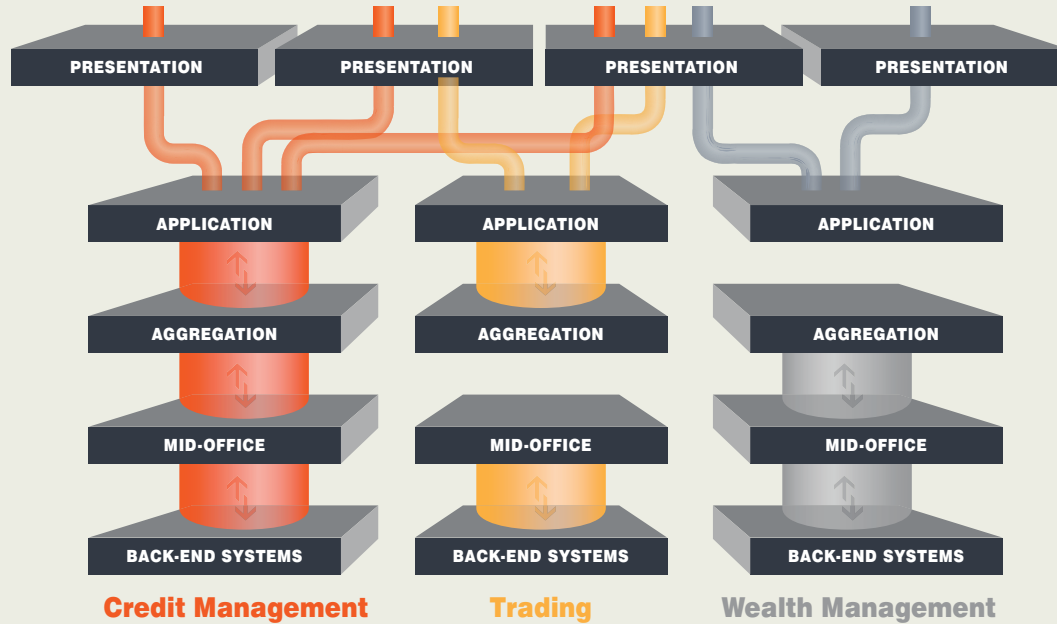 PRESENTATION
PRESENTATION
PRESENTATION
PRESENTATION
APPLICATION
APPLICATION
APPLICATION
AGGREGATION
AGGREGATION
AGGREGATION
MID-OFFICE
MID-OFFICE
MID-OFFICE
BACK-END SYSTEMS
BACK-END SYSTEMS
BACK-END SYSTEMS
Credit Management
Trading
Wealth Management